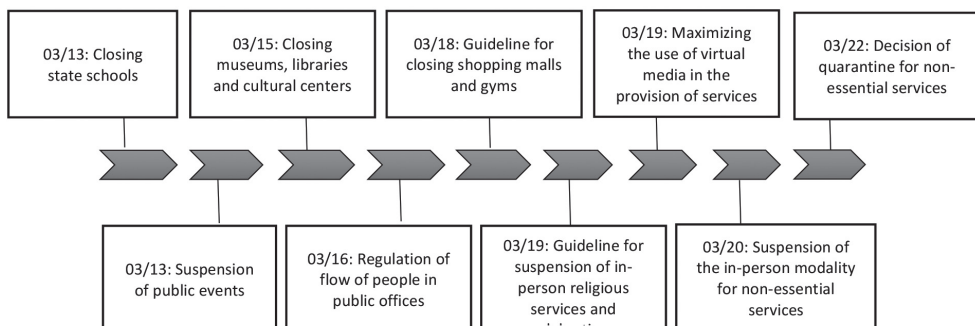 03/13: Closing
state schools
03/15: Closing
museums, libraries
and cultural centers
03/18: Guideline for
closing shopping malls
and gyms
03/19: Maximizing
the use of virtual
media in the
provision of services
03/22: Decision of
quarantine for non-
essential services
03/13: Suspension
of public events
03/16: Regulation of
flow of people in
public offices
03/19: Guideline for
suspension of in-
person religious
services and
03/20: Suspension of
the in-person modality
for non-essential
services